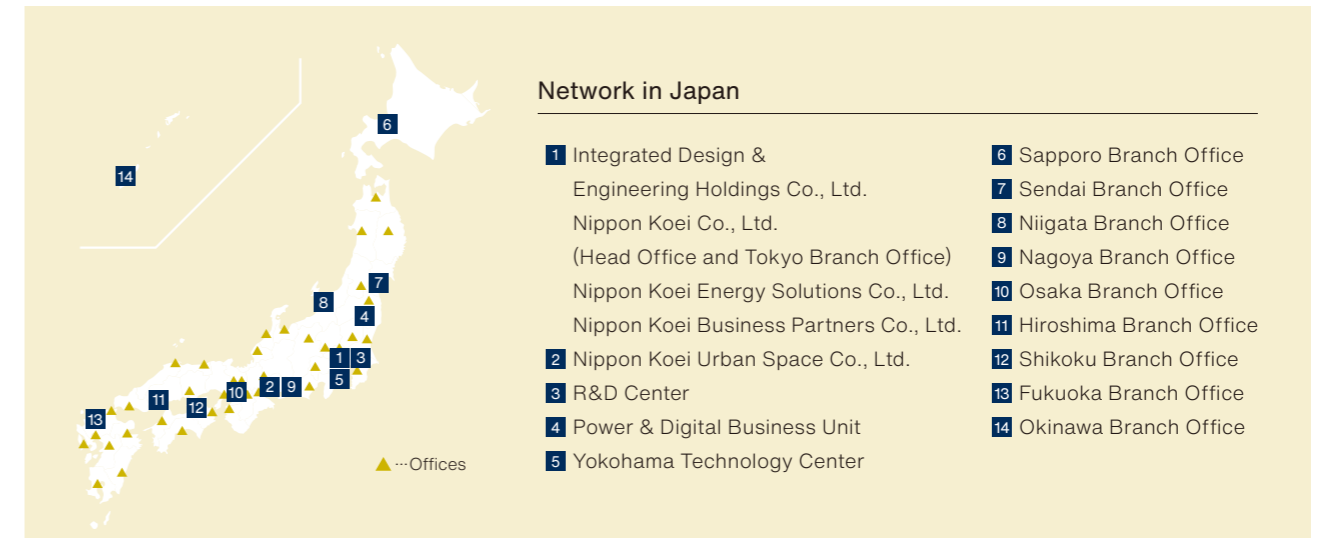 Network in Japan
1 Integrated Design &
Engineering Holdings Co., Ltd.
Nippon Koei Co., Ltd.
(Head Office and Tokyo Branch Office)
Nippon Koei Energy Solutions Co., Ltd.
Nippon Koei Business Partners Co., Ltd.
2 Nippon Koei Urban Space Co., Ltd.
3 R&D Center
4 Power & Digital Business Unit
5 Yokohama Technology Center
6 Sapporo Branch Office
7 Sendai Branch Office
8 Niigata Branch Office
9 Nagoya Branch Office
10 Osaka Branch Office
11 Hiroshima Branch Office
12 Shikoku Branch Office
13 Fukuoka Branch Office
14 Okinawa Branch Office
6
14
7
8
4
1 3
5
2 9
10
11
12
13
▲…Offices